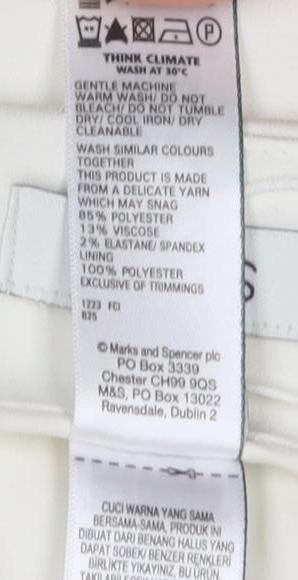 THINK CLIMATE
WASH AT 30°C
GENTLE MACHINE
WARM WASH/ DO NOT
BLEACH/ DO NOT TUMBLE
DRY/ COOL IRON/ DRY
CLEANABLE
WASH SIMILAR COLOURS
TOGETHER
THIS PRODUCT IS MADE
FROM A DELICATE YARN
WHICH MAY SNAG
85% POLYESTER
13% VISCOSE
2% ELASTANE/ SPANDEX
LINING
100% POLYESTER
EXCLUSIVE OF TRIMMINGS
1223 FCI
825
© Marks and Spencer plc
PO Box 3339
Chester CH99 9QS
M&S, PO Box 13022
Ravensdale, Dublin 2
CUCI WARNA YANG SAMA
BERSAMA-SAMA. PRODUK INI
DIBUAT DARI BENANG HALUS YANG
DAPAT SOBEK/ BENZER RENKLERİ
BİRLİKTE YIKAYINIZ. BU ÜRÜN